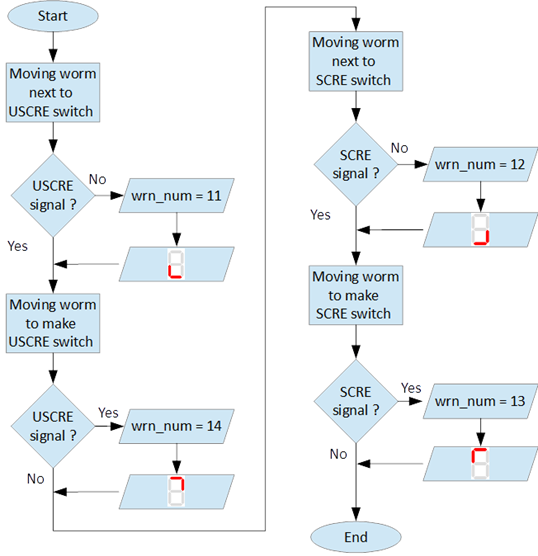 Start
Moving worm
next to
USCRE switch
USCRE
signal ?
No
wrn_num = 11
Yes
Moving worm
to make
USCRE switch
USCRE
signal ?
Yes
wrn_num = 14
No
Moving worm
next to
SCRE switch
SCRE
signal ?
No
wrn_num = 12
Yes
Moving worm
to make
SCRE switch
SCRE
signal ?
Yes
wrn_num = 13
No
End